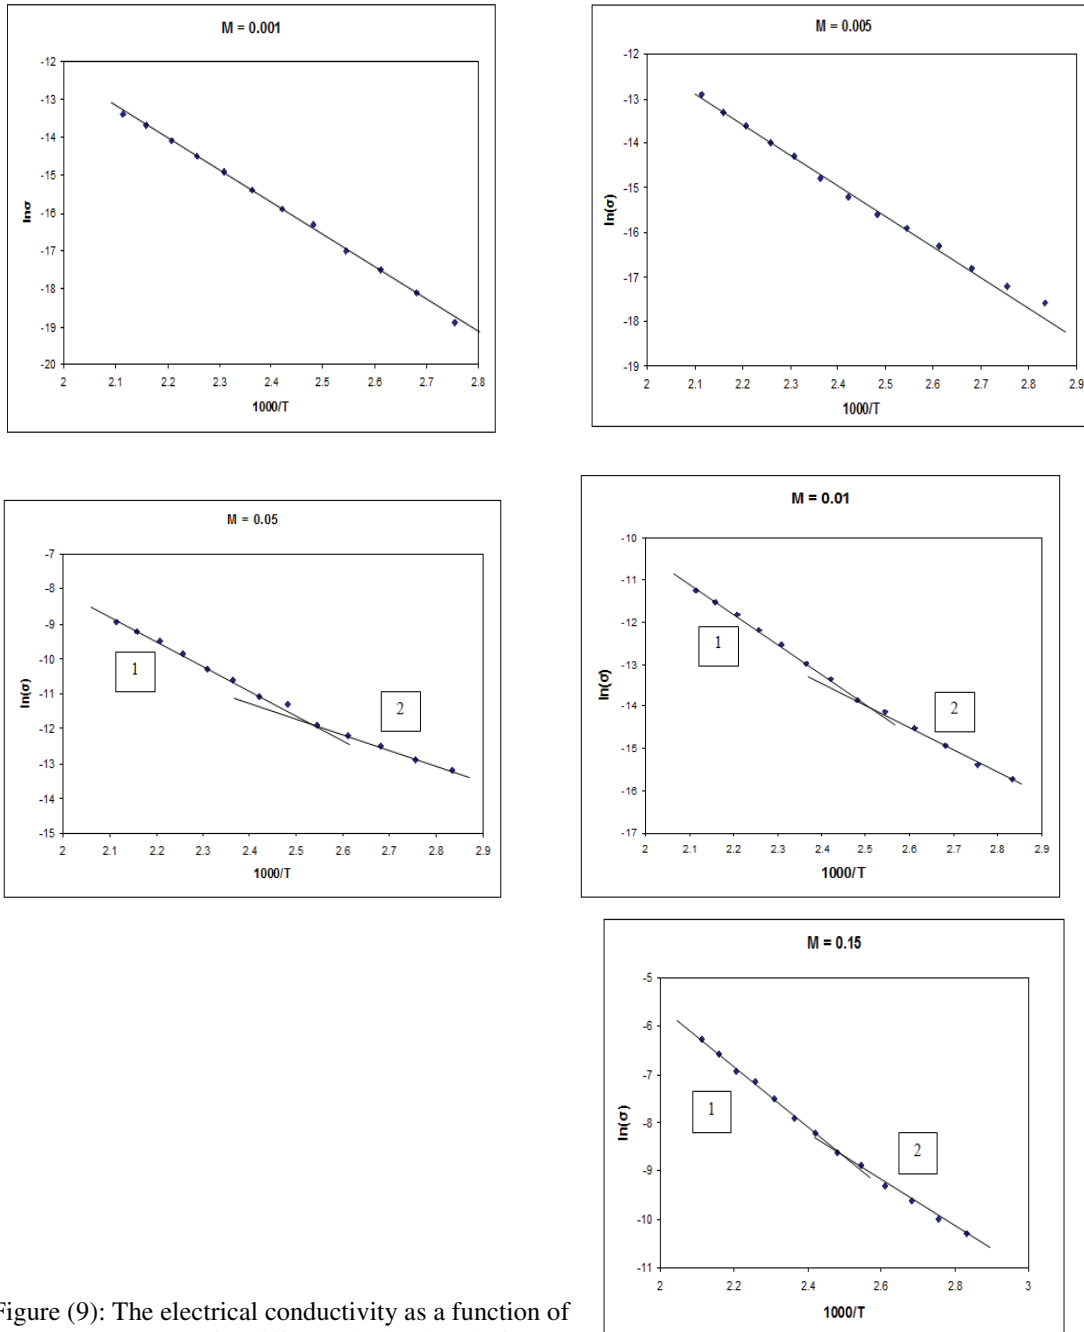 M = 0.001
-12
-13
-14
-15
-16
-17
-18
-19
-20
lnσ
2 2.1 2.2 2.3 2.4 2.5 2.6 2.7 2.8
1000/T
M = 0.005
-12
-13
-14
-15
-16
-17
-18
-19
ln(σ)
2 2.1 2.2 2.3 2.4 2.5 2.6 2.7 2.8 2.9
1000/T
M = 0.05
-7
-8
-9
-10
-11
-12
-13
-14
-15
ln(σ)
1
2
2 2.1 2.2 2.3 2.4 2.5 2.6 2.7 2.8 2.9
1000/T
M = 0.01
-10
-11
-12
-13
-14
-15
-16
-17
ln(σ)
1
2
2 2.1 2.2 2.3 2.4 2.5 2.6 2.7 2.8 2.9
1000/T
M = 0.15
-5
-6
-7
-8
-9
-10
-11
ln(σ)
1
2
2 2.2 2.4 2.6 2.8 3
1000/T
Figure (9): The electrical conductivity as a function of